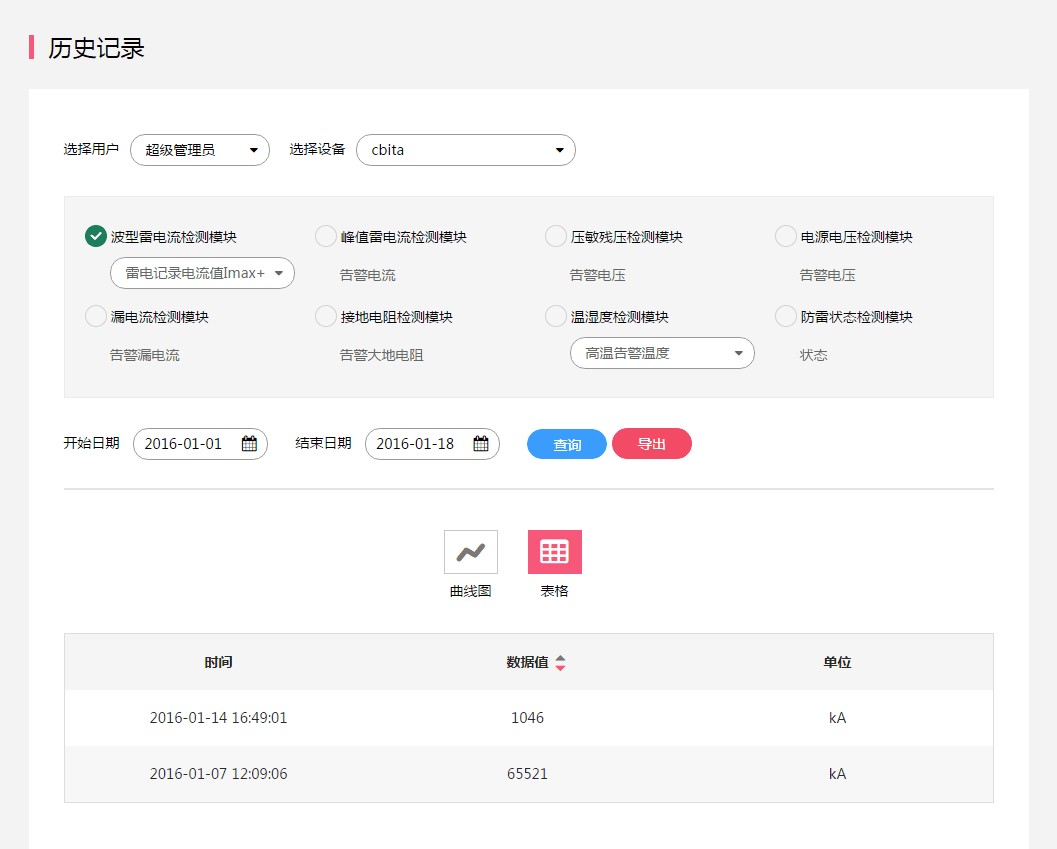 历史记录
选择用户 超级管理员 选择设备 cbita
波型雷电流检测模块 峰值雷电流检测模块 压敏残压检测模块 电源电压检测模块
雷电记录电流值Imax+ 告警电流 告警电压 告警电压
漏电流检测模块 接地电阻检测模块 温湿度检测模块 防雷状态检测模块
告警漏电流 告警大地电阻 高温告警温度 状态
开始日期 2016-01-01 结束日期 2016-01-18 查询 导出
曲线图 表格
时间 数据值 单位
2016-01-14 16:49:01 1046 kA
2016-01-07 12:09:06 65521 kA